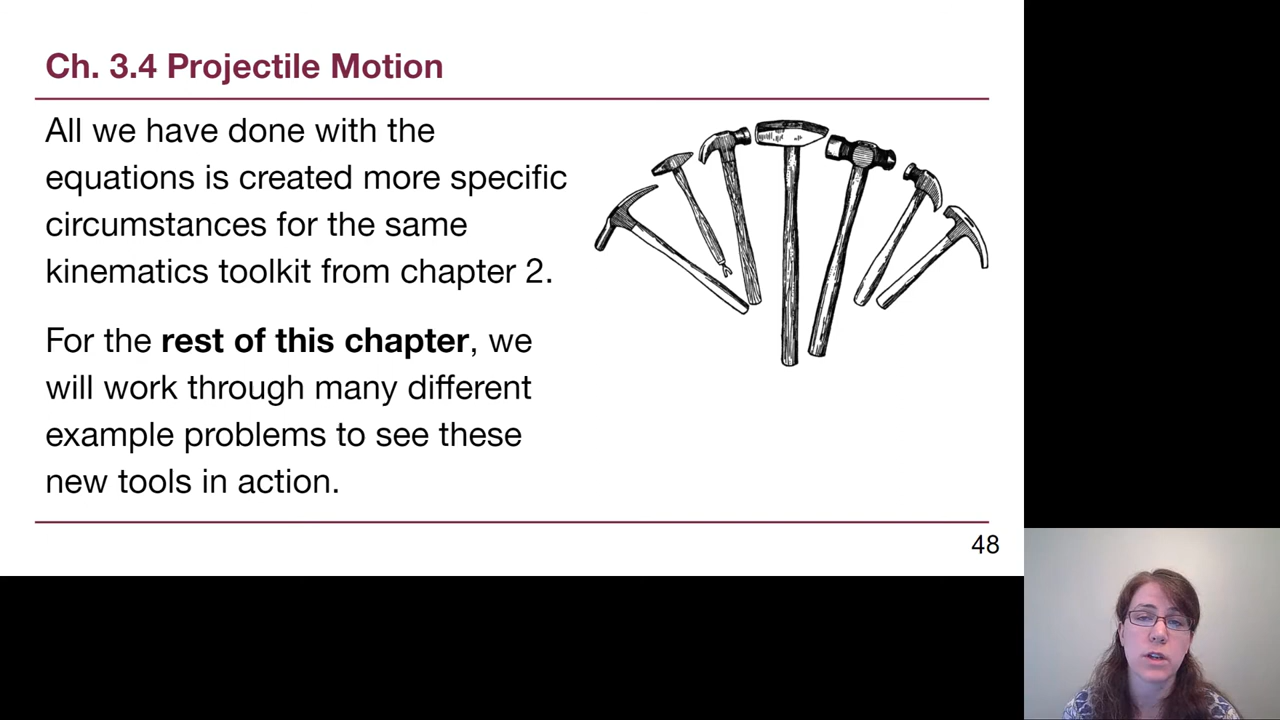 Ch. 3.4 Projectile Motion
All we have done with the
equations is created more specific
circumstances for the same
kinematics toolkit from chapter 2.
For the rest of this chapter, we
will work through many different
example problems to see these
new tools in action.
48